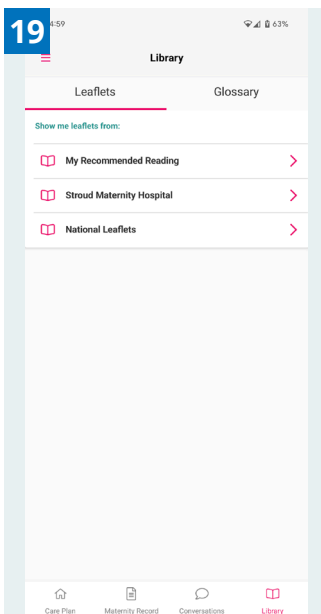 19
4:59
63%
Library
Leaflets
Glossary
Show me leaflets from:
My Recommended Reading
Stroud Maternity Hospital
National Leaflets
Care Plan
Maternity Record
Conversations
Library